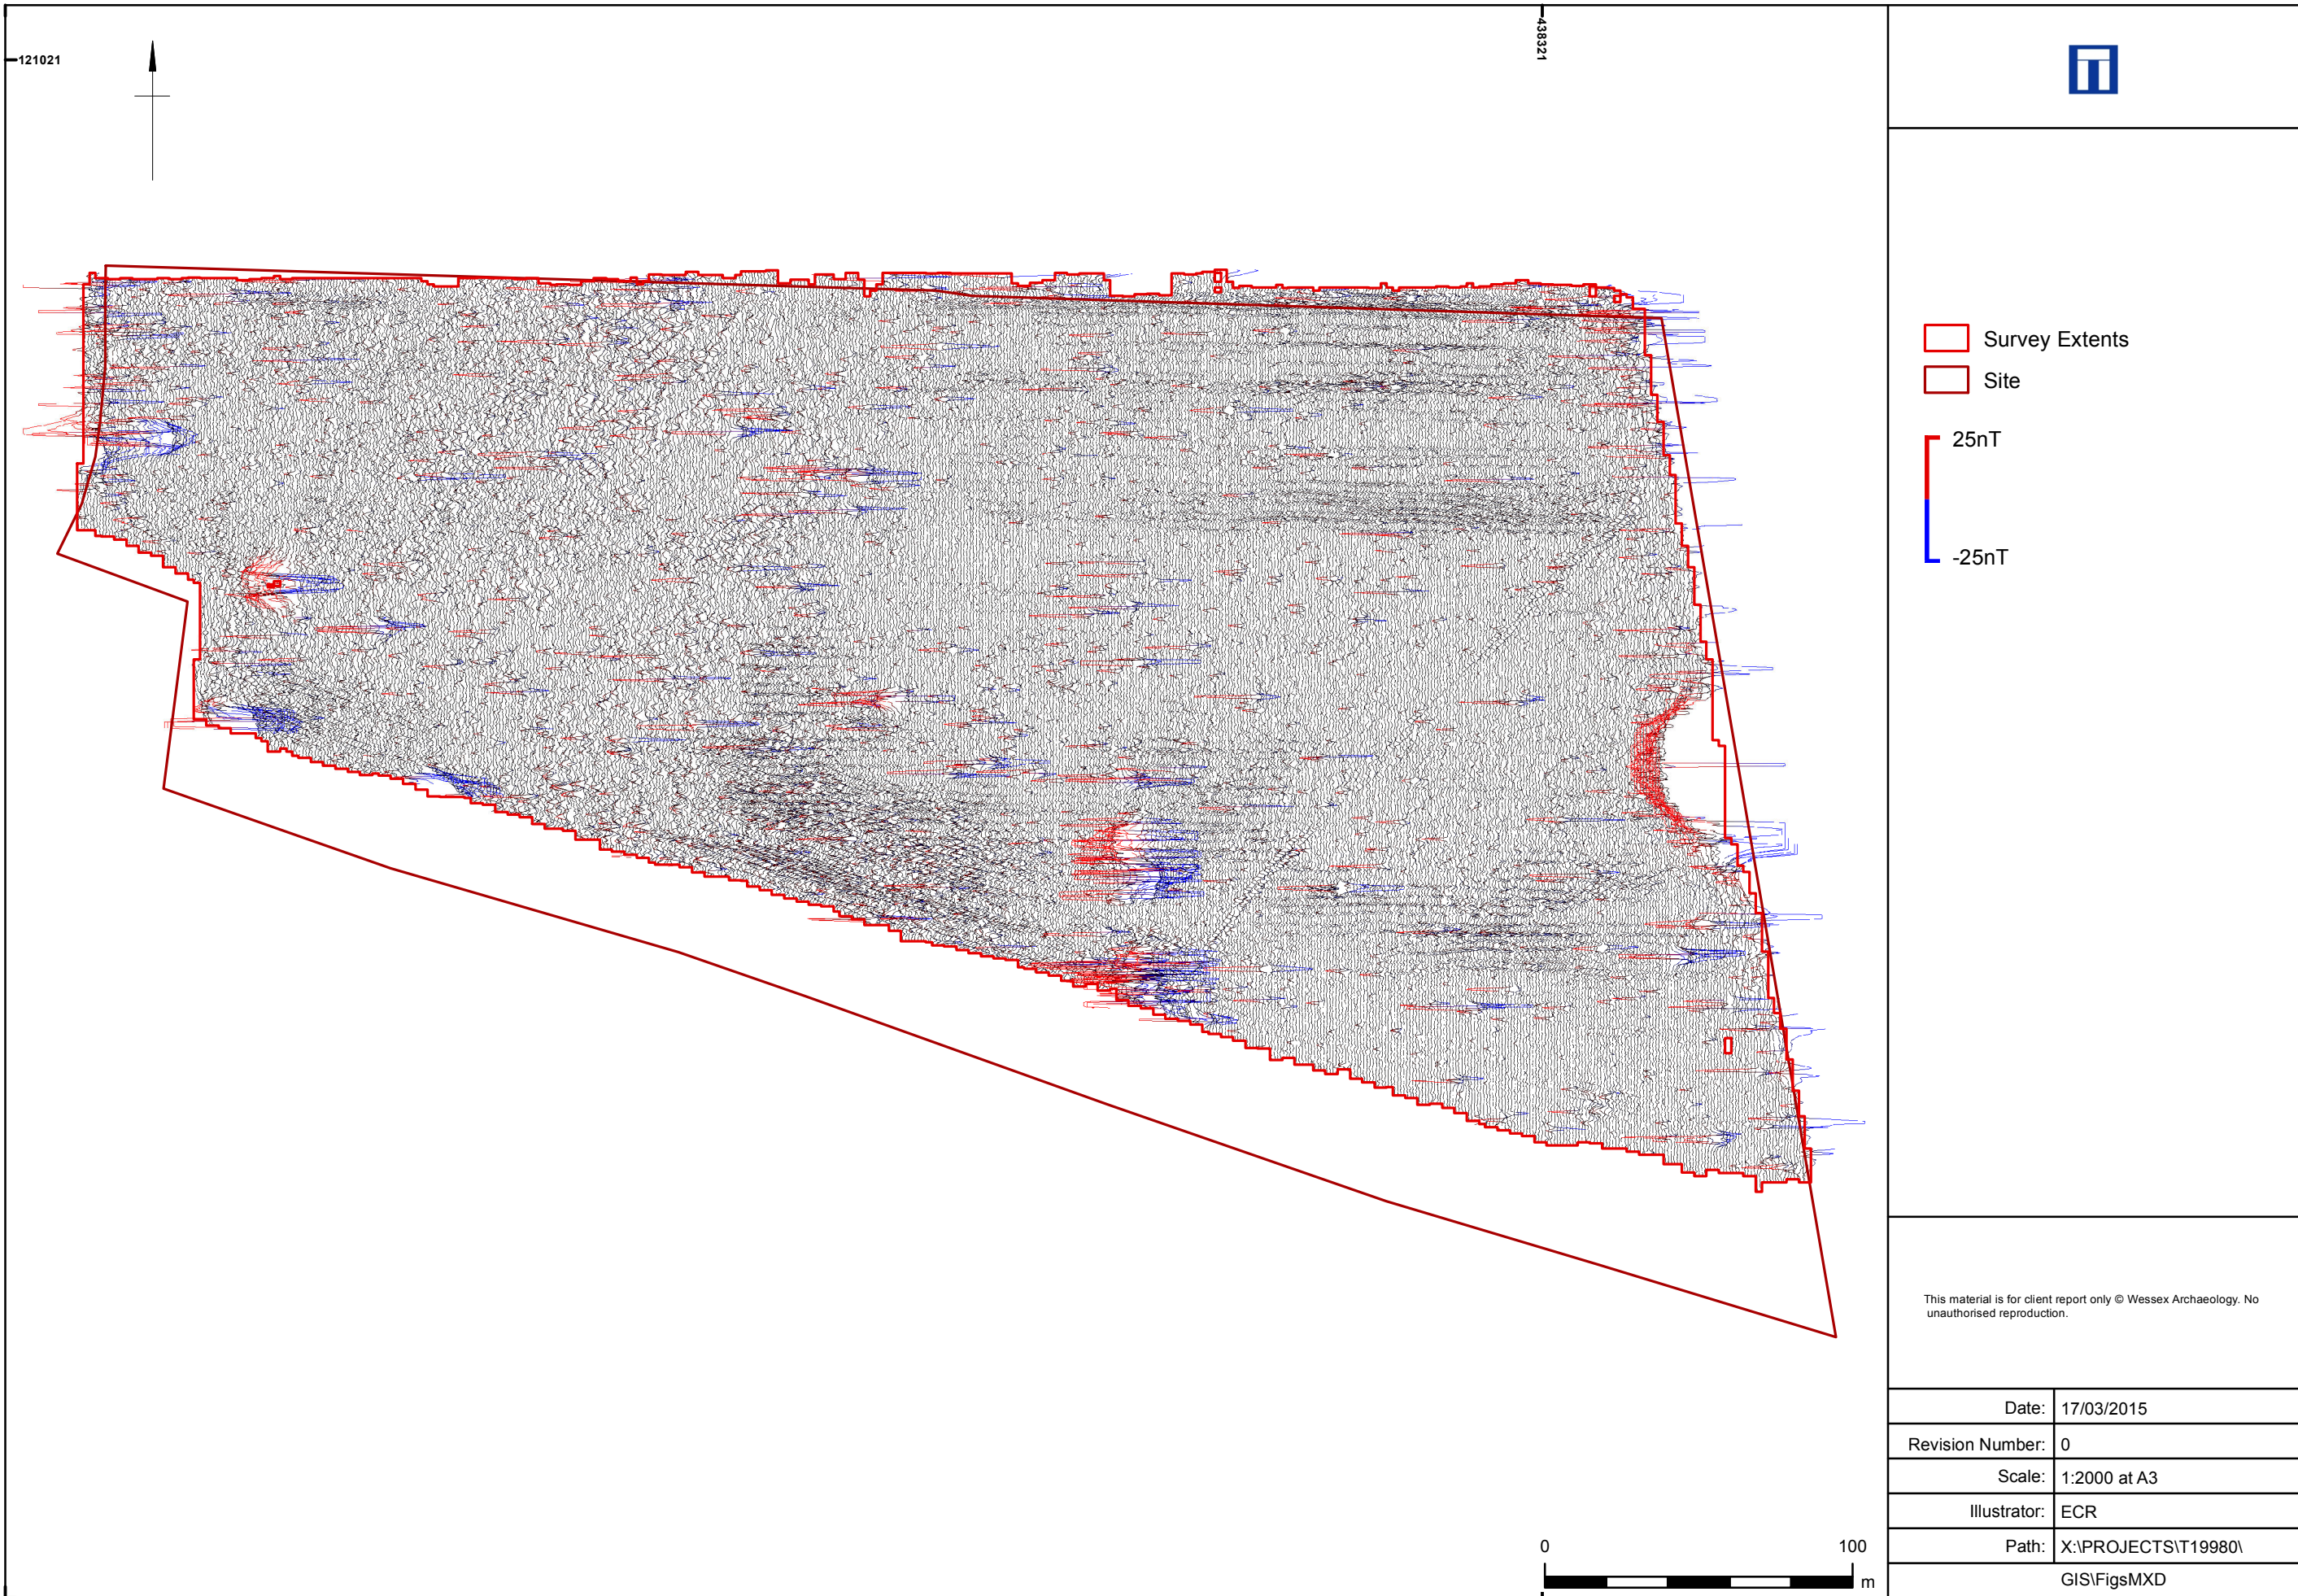 121021
438321
Survey Extents
Site
25nT
-25nT
This material is for client report only © Wessex Archaeology. No
unauthorised reproduction.
Date: 17/03/2015
Revision Number: 0
Scale: 1:2000 at A3
Illustrator: ECR
Path: X:\PROJECTS\T19980\
GIS\FigsMXD
0 100
m